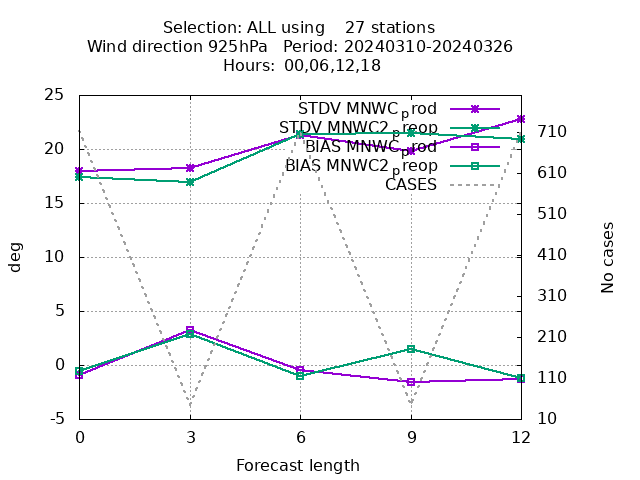 Selection: ALL using    27 stations
Wind direction 925hPa   Period: 20240310-20240326
Hours:  00,06,12,18
STDV MNWC_prod
STDV MNWC2_preop
BIAS MNWC_prod
BIAS MNWC2_preop
CASES
25
20
15
10
5
0
-5
deg
710
610
510
410
310
210
110
10
No cases
0 3 6 9 12
Forecast length